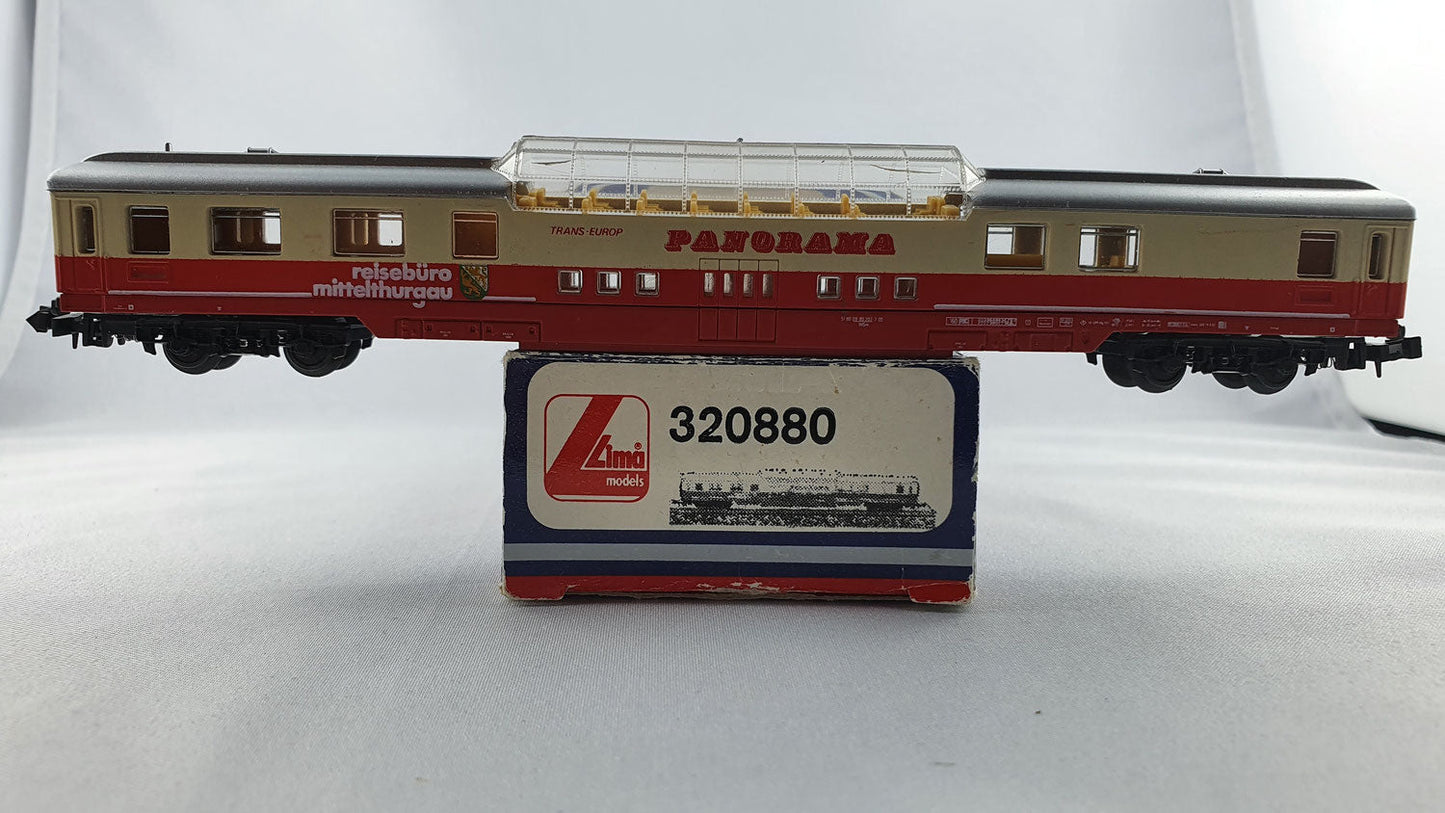 TRANS-EUROP PANORAMA
reisebüro
mittelthurgau
Lima
models
320880